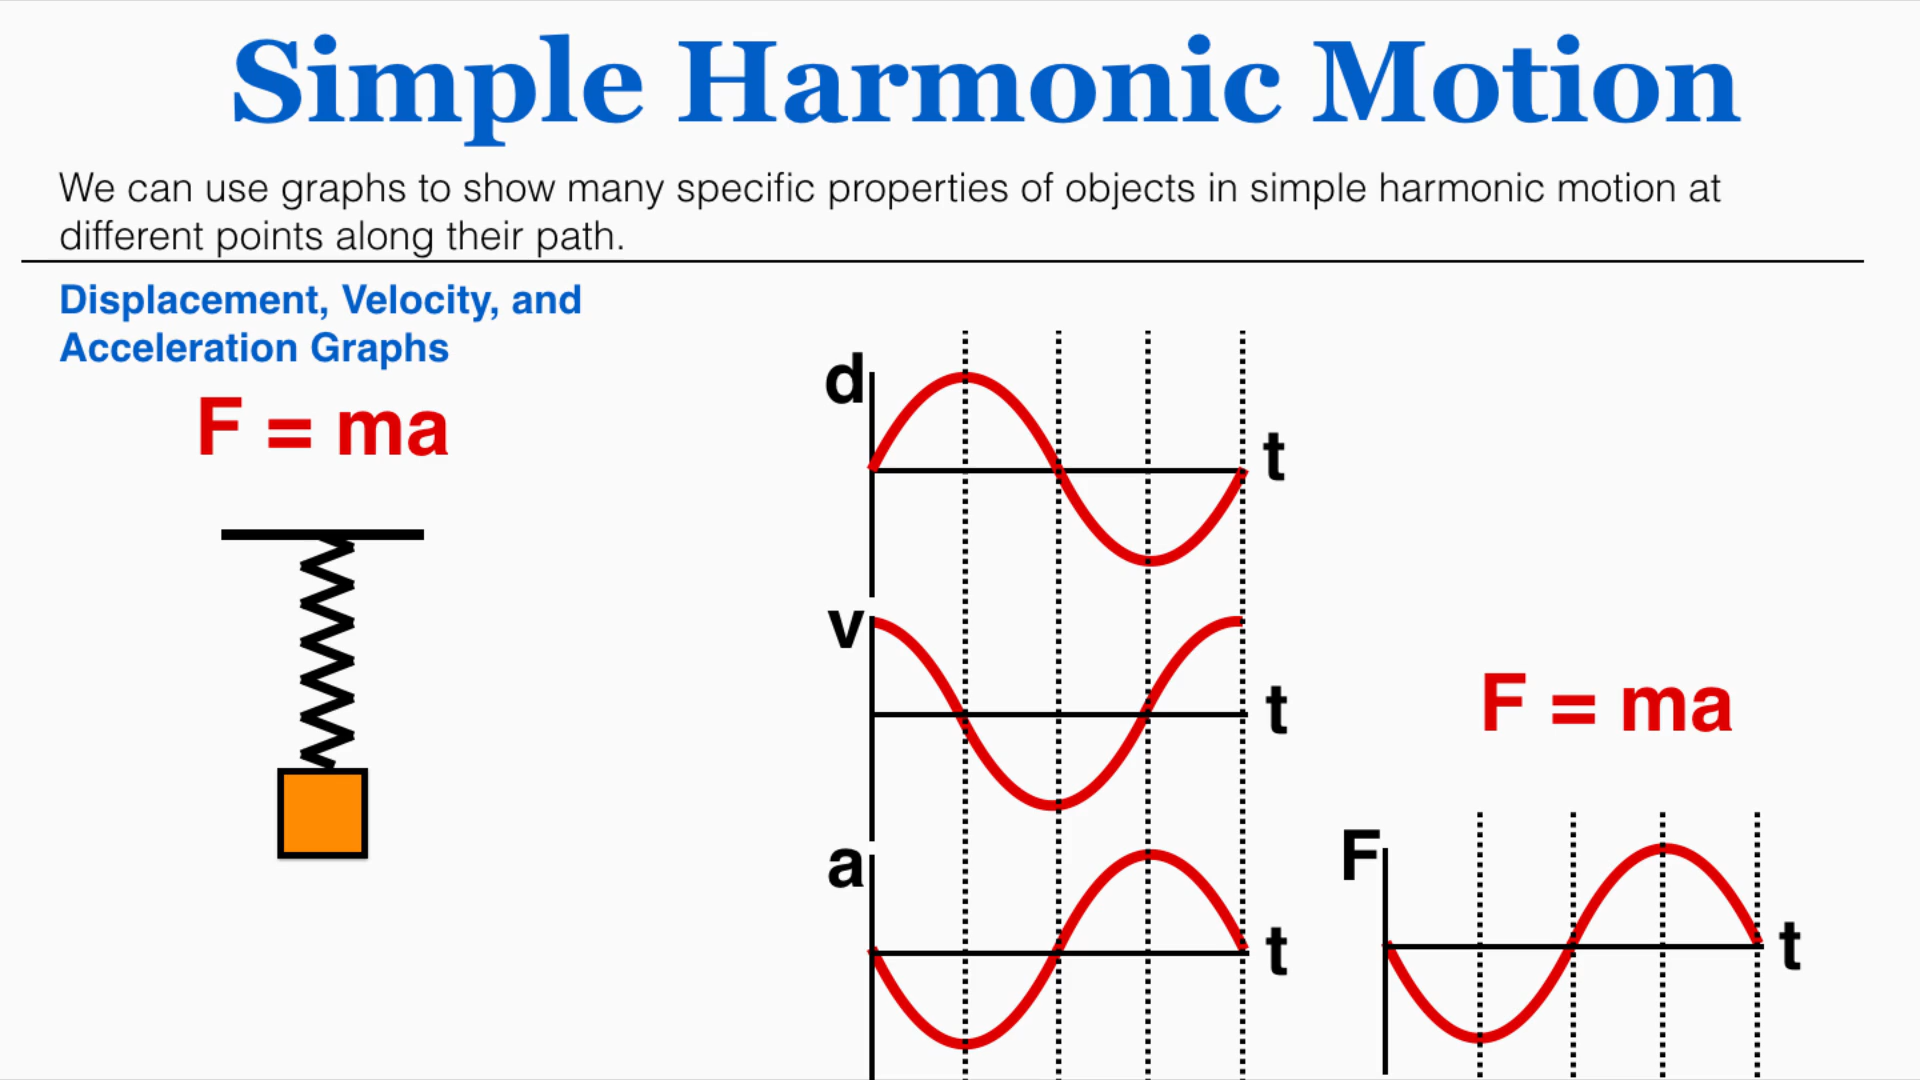 Simple Harmonic Motion
We can use graphs to show many specific properties of objects in simple harmonic motion at
different points along their path.
Displacement, Velocity, and
Acceleration Graphs
F = ma
d
t
v
t
F = ma
a
t
F
t